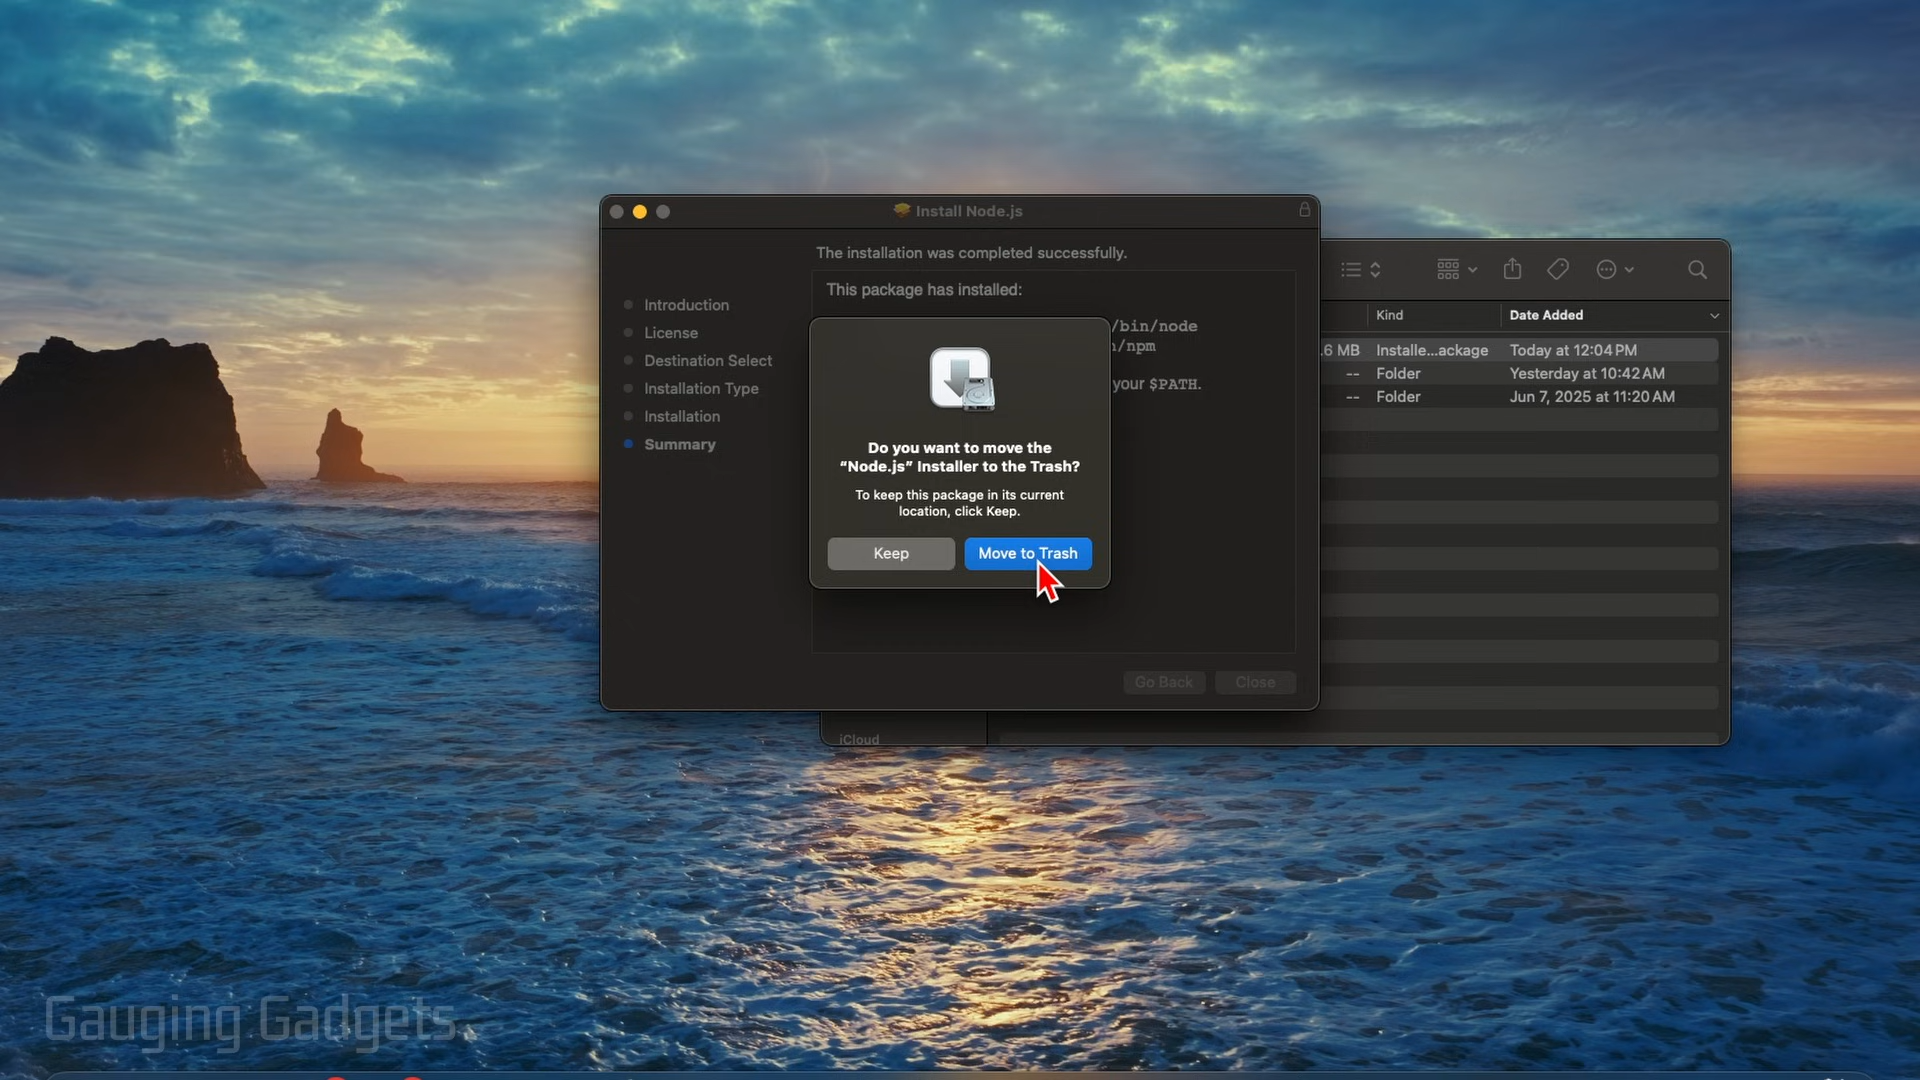 Install Node.js
The installation was completed successfully.
This package has installed:
Introduction
License
Destination Select
Installation Type
Installation
Summary
/bin/node
/npm
your $PATH.
Do you want to move the
“Node.js” Installer to the Trash?
To keep this package in its current
location, click Keep.
Keep
Move to Trash
Go Back
Close
Kind
Date Added
.6 MB
Installe...ackage
Today at 12:04 PM
--
Folder
Yesterday at 10:42 AM
--
Folder
Jun 7, 2025 at 11:20 AM
iCloud
Gauging Gadgets